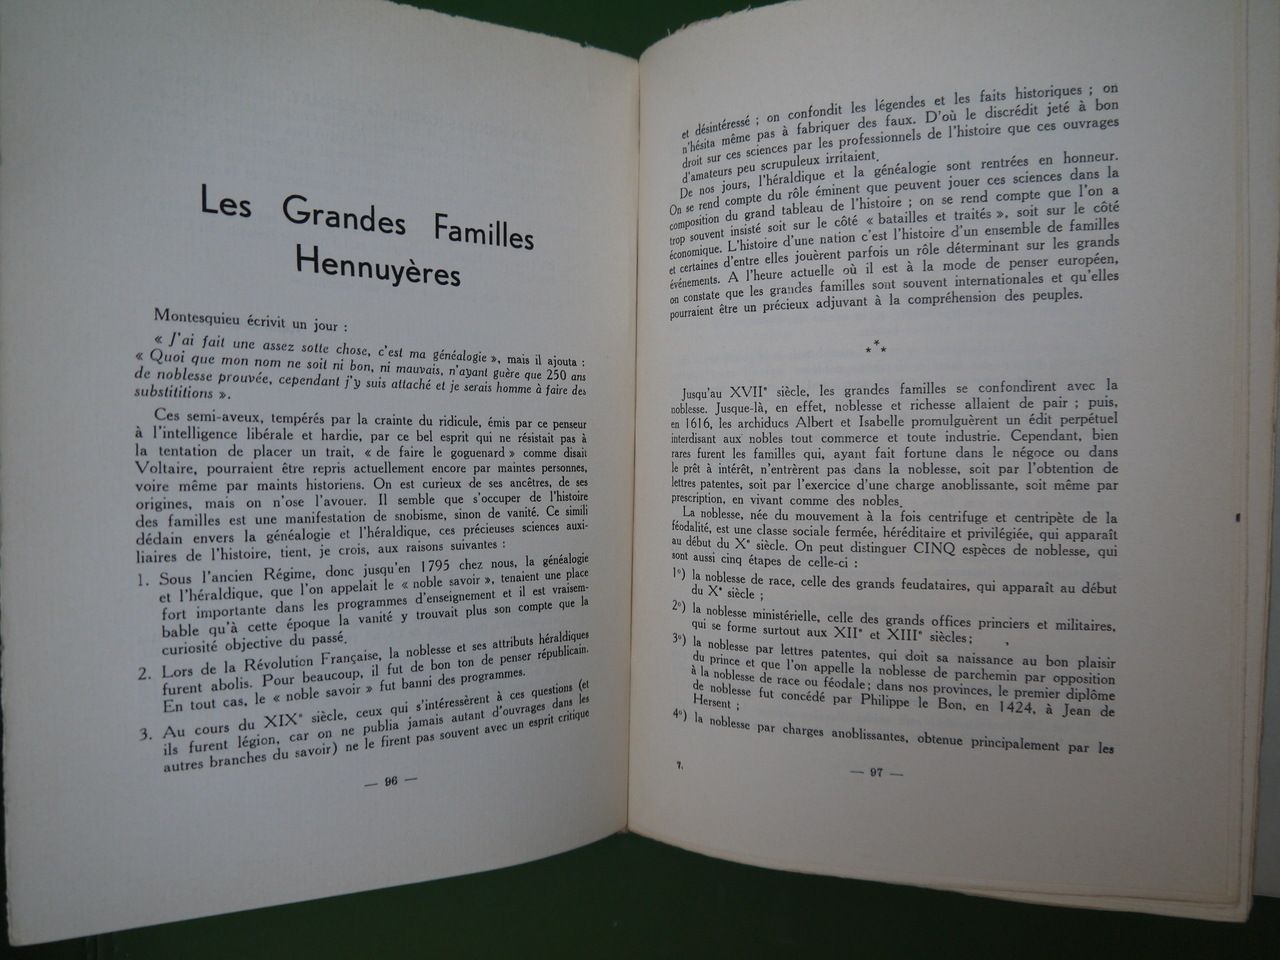 Les Grandes Familles
Hennuyères
Montesquieu écrivit un jour :
« J'ai fait une assez sotte chose, c'est ma généalogie », mais il ajouta :
« Quoi que mon nom ne soit ni bon, ni mauvais, n'ayant guère que 250 ans
de noblesse prouvée, cependant j'y suis attaché et je serais homme à faire des
substititions ».
Ces semi-aveux, tempérés par la crainte du ridicule, émis par ce penseur
à l'intelligence libérale et hardie, par ce bel esprit qui ne résistait pas à
la tentation de placer un trait, « de faire le goguenard » comme disait
Voltaire, pourraient être repris actuellement encore par maintes personnes,
voire même par maints historiens. On est curieux de ses ancêtres, de ses
origines, mais on n'ose l'avouer. Il semble que s'occuper de l'histoire
des familles est une manifestation de snobisme, sinon de vanité. Ce simili
dédain envers la généalogie et l'héraldique, ces précieuses sciences auxi-
liaires de l'histoire, tient, je crois, aux raisons suivantes :
1. Sous l'ancien Régime, donc jusqu'en 1795 chez nous, la généalogie
et l'héraldique, que l'on appelait le « noble savoir », tenaient une place
fort importante dans les programmes d'enseignement et il est vraisem-
bable qu'à cette époque la vanité y trouvait plus son compte que la
curiosité objective du passé.
2. Lors de la Révolution Française, la noblesse et ses attributs héraldiques
furent abolis. Pour beaucoup, il fut de bon ton de penser républicain.
En tout cas, le « noble savoir » fut banni des programmes.
3. Au cours du XIXe siècle, ceux qui s'intéressèrent à ces questions (et
ils furent légion, car on ne publia jamais autant d'ouvrages dans les
autres branches du savoir) ne le firent pas souvent avec un esprit critique
— 96 —
et désintéressé ; on confondit les légendes et les faits historiques ; on
n'hésita même pas à fabriquer des faux. D'où le discrédit jeté à bon
droit sur ces sciences par les professionnels de l'histoire que ces ouvrages
d'amateurs peu scrupuleux irritaient.
De nos jours, l'héraldique et la généalogie sont rentrées en honneur.
On se rend compte du rôle éminent que peuvent jouer ces sciences dans la
composition du grand tableau de l'histoire ; on se rend compte que l'on a
trop souvent insisté soit sur le côté « batailles et traités », soit sur le côté
économique. L'histoire d'une nation c'est l'histoire d'un ensemble de familles
et certaines d'entre elles jouèrent parfois un rôle déterminant sur les grands
événements. A l'heure actuelle où il est à la mode de penser européen,
on constate que les grandes familles sont souvent internationales et qu'elles
pourraient être un précieux adjuvant à la compréhension des peuples.
***
Jusqu'au XVIIe siècle, les grandes familles se confondirent avec la
noblesse. Jusque-là, en effet, noblesse et richesse allaient de pair ; puis,
en 1616, les archiducs Albert et Isabelle promulguèrent un édit perpétuel
interdisant aux nobles tout commerce et toute industrie. Cependant, bien
rares furent les familles qui, ayant fait fortune dans le négoce ou dans
le prêt à intérêt, n'entrèrent pas dans la noblesse, soit par l'obtention de
lettres patentes, soit par l'exercice d'une charge anoblissante, soit même par
prescription, en vivant comme des nobles.
La noblesse, née du mouvement à la fois centrifuge et centripète de la
féodalité, est une classe sociale fermée, héréditaire et privilégiée, qui apparaît
au début du Xe siècle. On peut distinguer CINQ espèces de noblesse, qui
sont aussi cinq étapes de celle-ci :
1°) la noblesse de race, celle des grands feudataires, qui apparaît au début
du Xe siècle ;
2°) la noblesse ministérielle, celle des grands offices princiers et militaires,
qui se forme surtout aux XIIe et XIIIe siècles;
3°) la noblesse par lettres patentes, qui doit sa naissance au bon plaisir
du prince et que l'on appelle la noblesse de parchemin par opposition
à la noblesse de race ou féodale; dans nos provinces, le premier diplôme
de noblesse fut concédé par Philippe le Bon, en 1424, à Jean de
Hersent ;
4°) la noblesse par charges anoblissantes, obtenue principalement par les
7.
— 97 —